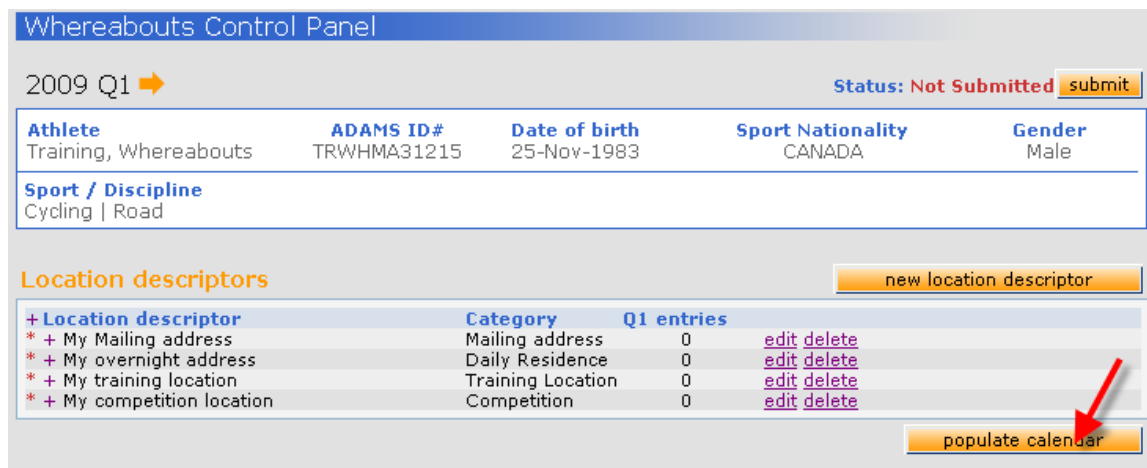 Whereabouts Control Panel
2009 Q1
Status: Not Submitted submit
Athlete ADAMS ID# Date of birth Sport Nationality Gender
Training, Whereabouts TRWHMA31215 25-Nov-1983 CANADA Male
Sport / Discipline
Cycling | Road
Location descriptors new location descriptor
+ Location descriptor Category Q1 entries
* + My Mailing address Mailing address 0 edit delete
* + My overnight address Daily Residence 0 edit delete
* + My training location Training Location 0 edit delete
* + My competition location Competition 0 edit delete
populate calendar